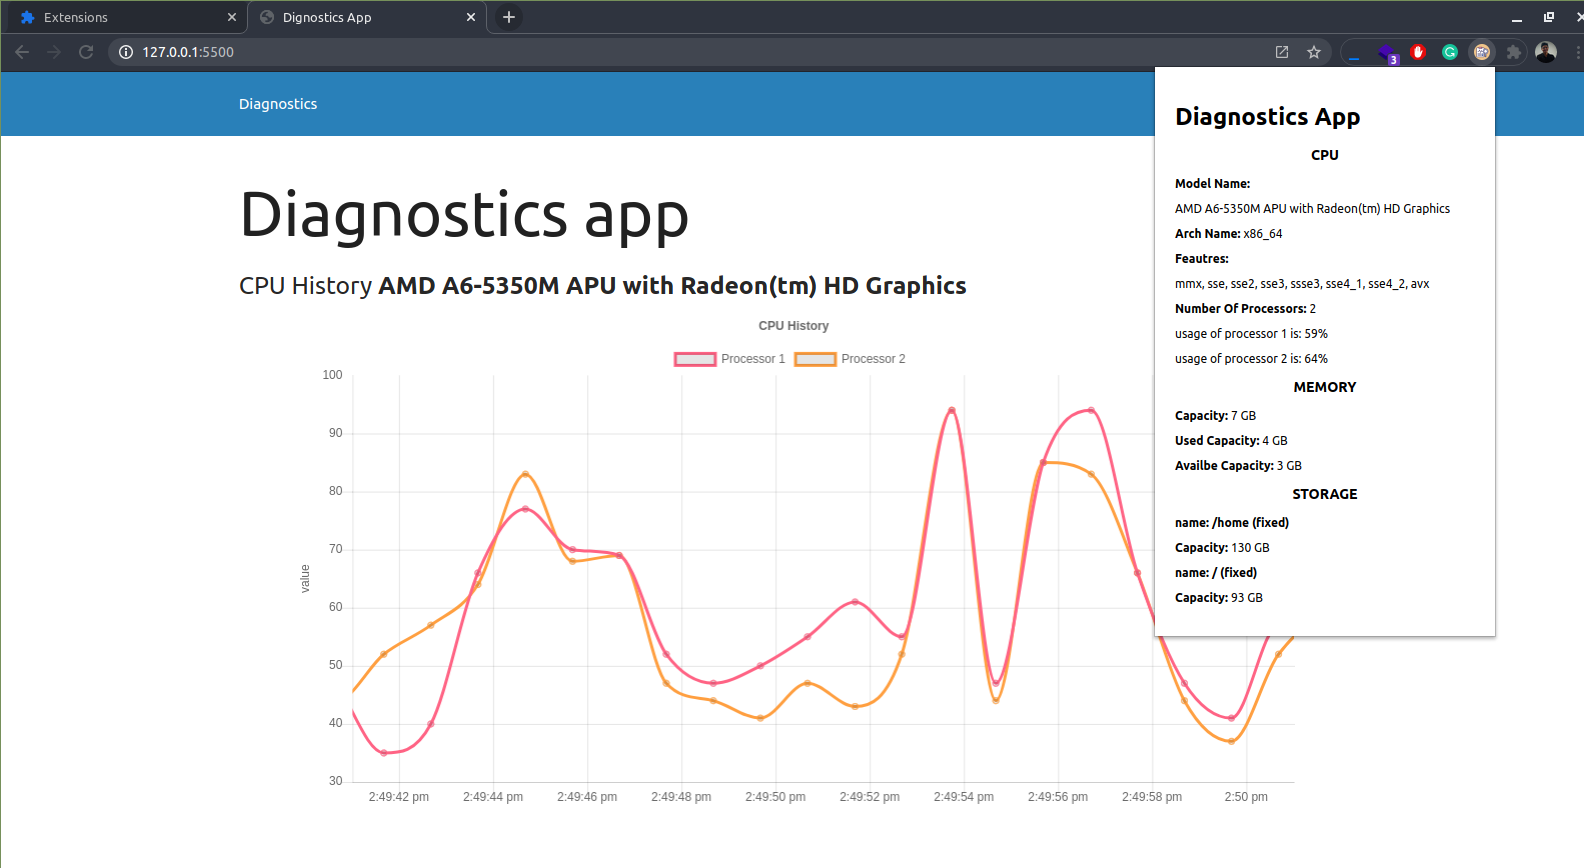 Extensions
Dignostics App
127.0.0.1:5500
3
Diagnostics
Diagnostics app
CPU History AMD A6-5350M APU with Radeon(tm) HD Graphics
CPU History
Processor 1 Processor 2
value
100
90
80
70
60
50
40
30
2:49:42 pm 2:49:44 pm 2:49:46 pm 2:49:48 pm 2:49:50 pm 2:49:52 pm 2:49:54 pm 2:49:56 pm 2:49:58 pm 2:50 pm
Diagnostics App
CPU
Model Name:
AMD A6-5350M APU with Radeon(tm) HD Graphics
Arch Name: x86_64
Feautres:
mmx, sse, sse2, sse3, ssse3, sse4_1, sse4_2, avx
Number Of Processors: 2
usage of processor 1 is: 59%
usage of processor 2 is: 64%
MEMORY
Capacity: 7 GB
Used Capacity: 4 GB
Availbe Capacity: 3 GB
STORAGE
name: /home (fixed)
Capacity: 130 GB
name: / (fixed)
Capacity: 93 GB